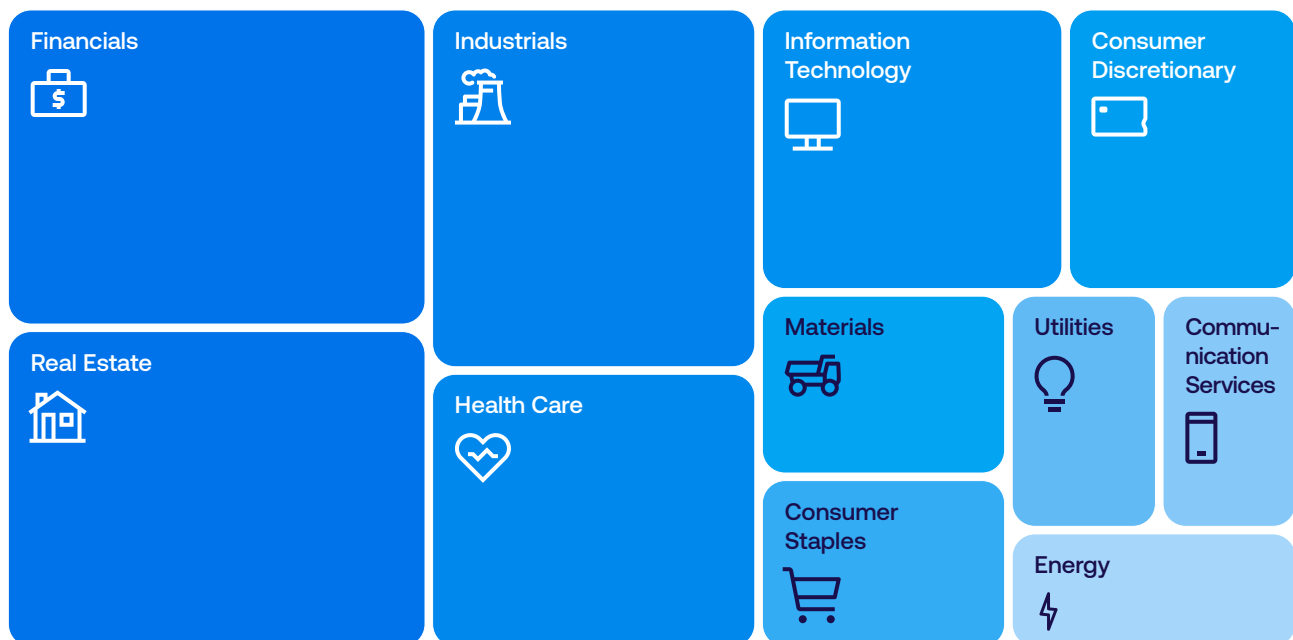 Financials
$
Industrials
Information
Technology
Consumer
Discretionary
Real Estate
Health Care
Materials
Utilities
Commu-
nication
Services
Consumer
Staples
Energy